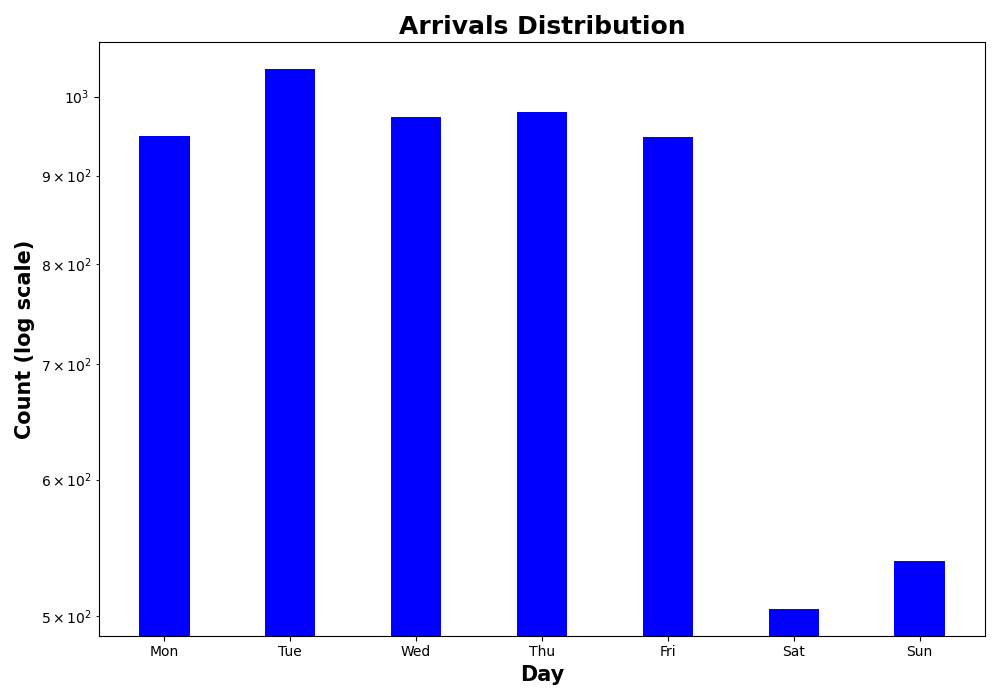 Arrivals Distribution
Count (log scale)
10³
9 × 10²
8 × 10²
7 × 10²
6 × 10²
5 × 10²
Mon Tue Wed Thu Fri Sat Sun
Day